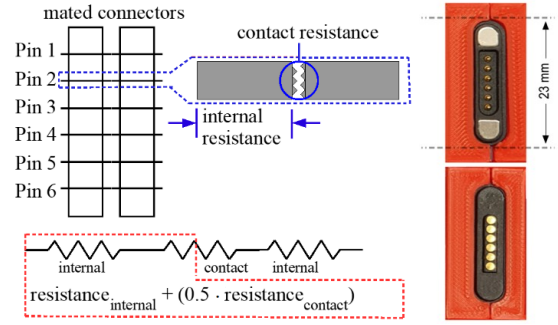 mated connectors
Pin 1
Pin 2
Pin 3
Pin 4
Pin 5
Pin 6
contact resistance
internal
resistance
23 mm
internal
contact
internal
resistance_internal + (0.5 · resistance_contact)